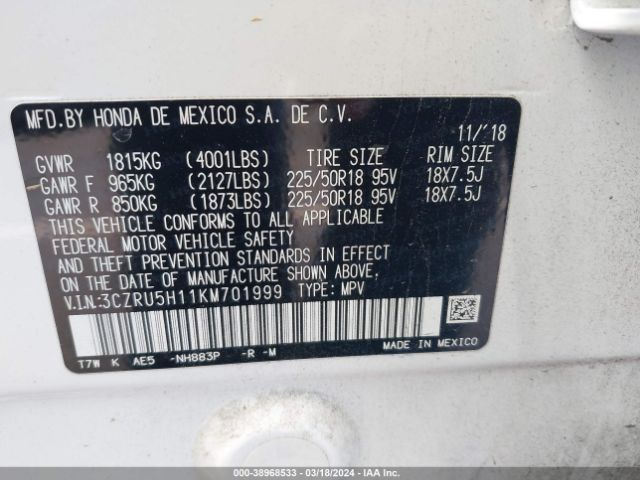 MFD.BY HONDA DE MEXICO S.A. DE C.V.
11/'18
GVWR 1815KG (4001LBS) TIRE SIZE RIM SIZE
GAWR F 965KG (2127LBS) 225/50R18 95V 18X7.5J
GAWR R 850KG (1873LBS) 225/50R18 95V 18X7.5J
THIS VEHICLE CONFORMS TO ALL APPLICABLE
FEDERAL MOTOR VEHICLE SAFETY
AND THEFT PREVENTION STANDARDS IN EFFECT
ON THE DATE OF MANUFACTURE SHOWN ABOVE.
V.I.N:3CZRU5H11KM701999 TYPE: MPV
T7W K AE5 -NH883P -R -M
MADE IN MEXICO
000-38968533 - 03/18/2024 - IAA Inc.